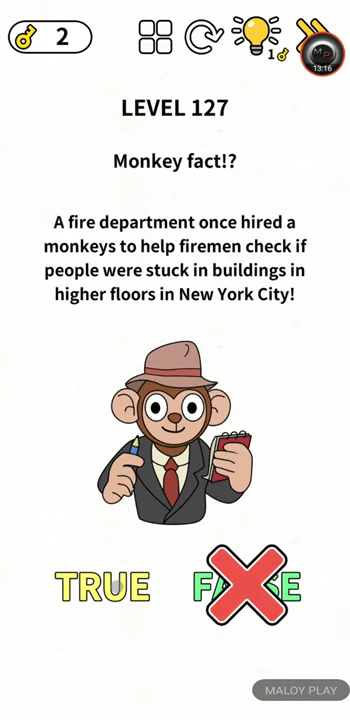 2
1
13:16
LEVEL 127
Monkey fact!?
A fire department once hired a
monkeys to help firemen check if
people were stuck in buildings in
higher floors in New York City!
TRUE
MALOY PLAY